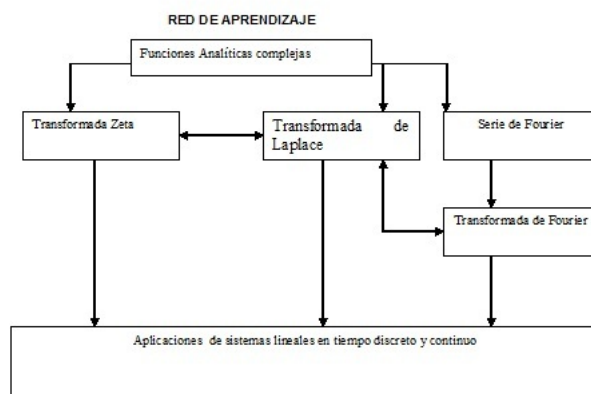 RED DE APRENDIZAJE
Funciones Analíticas complejas
Transformada Zeta
Transformada de
Laplace
Serie de Fourier
Transformada de Fourier
Aplicaciones de sistemas lineales en tiempo discreto y continuo